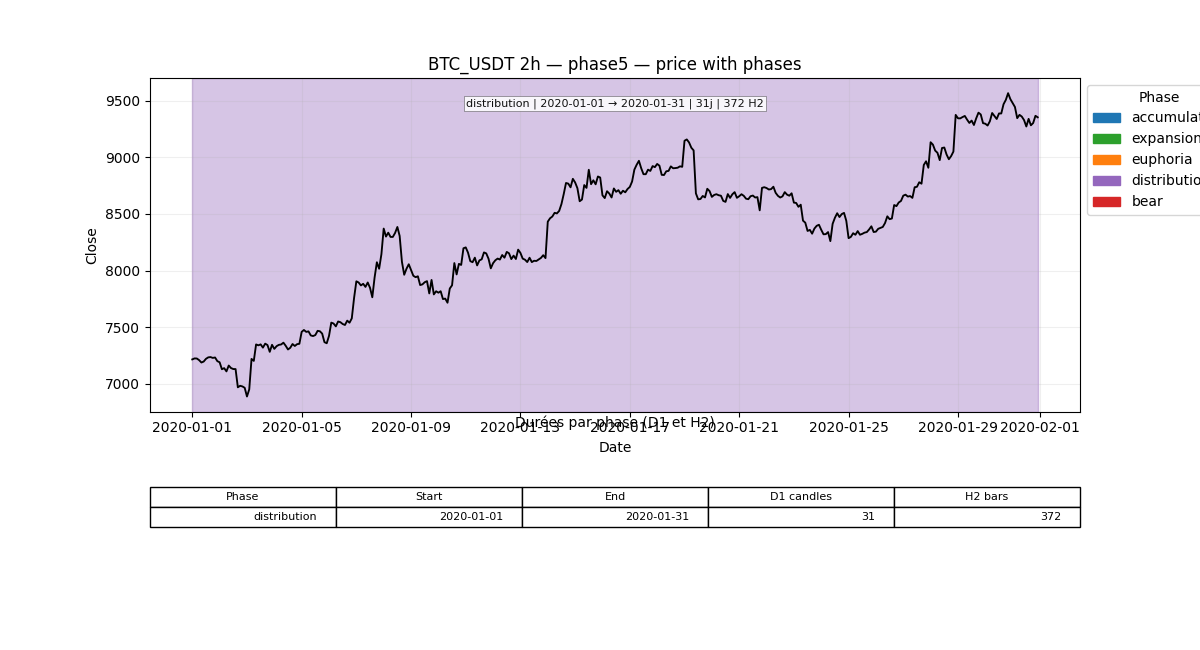 BTC_USDT 2h — phase5 — price with phases
distribution | 2020-01-01 → 2020-01-31 | 31j | 372 H2
Phase
accumulat
expansion
euphoria
distributio
bear
9500
9000
8500
8000
7500
7000
Close
2020-01-01 2020-01-05 2020-01-09 2020-01-13 2020-01-17 2020-01-21 2020-01-25 2020-01-29 2020-02-01
Durées par phase (D1 et H2)
Date
Phase Start End D1 candles H2 bars
distribution 2020-01-01 2020-01-31 31 372